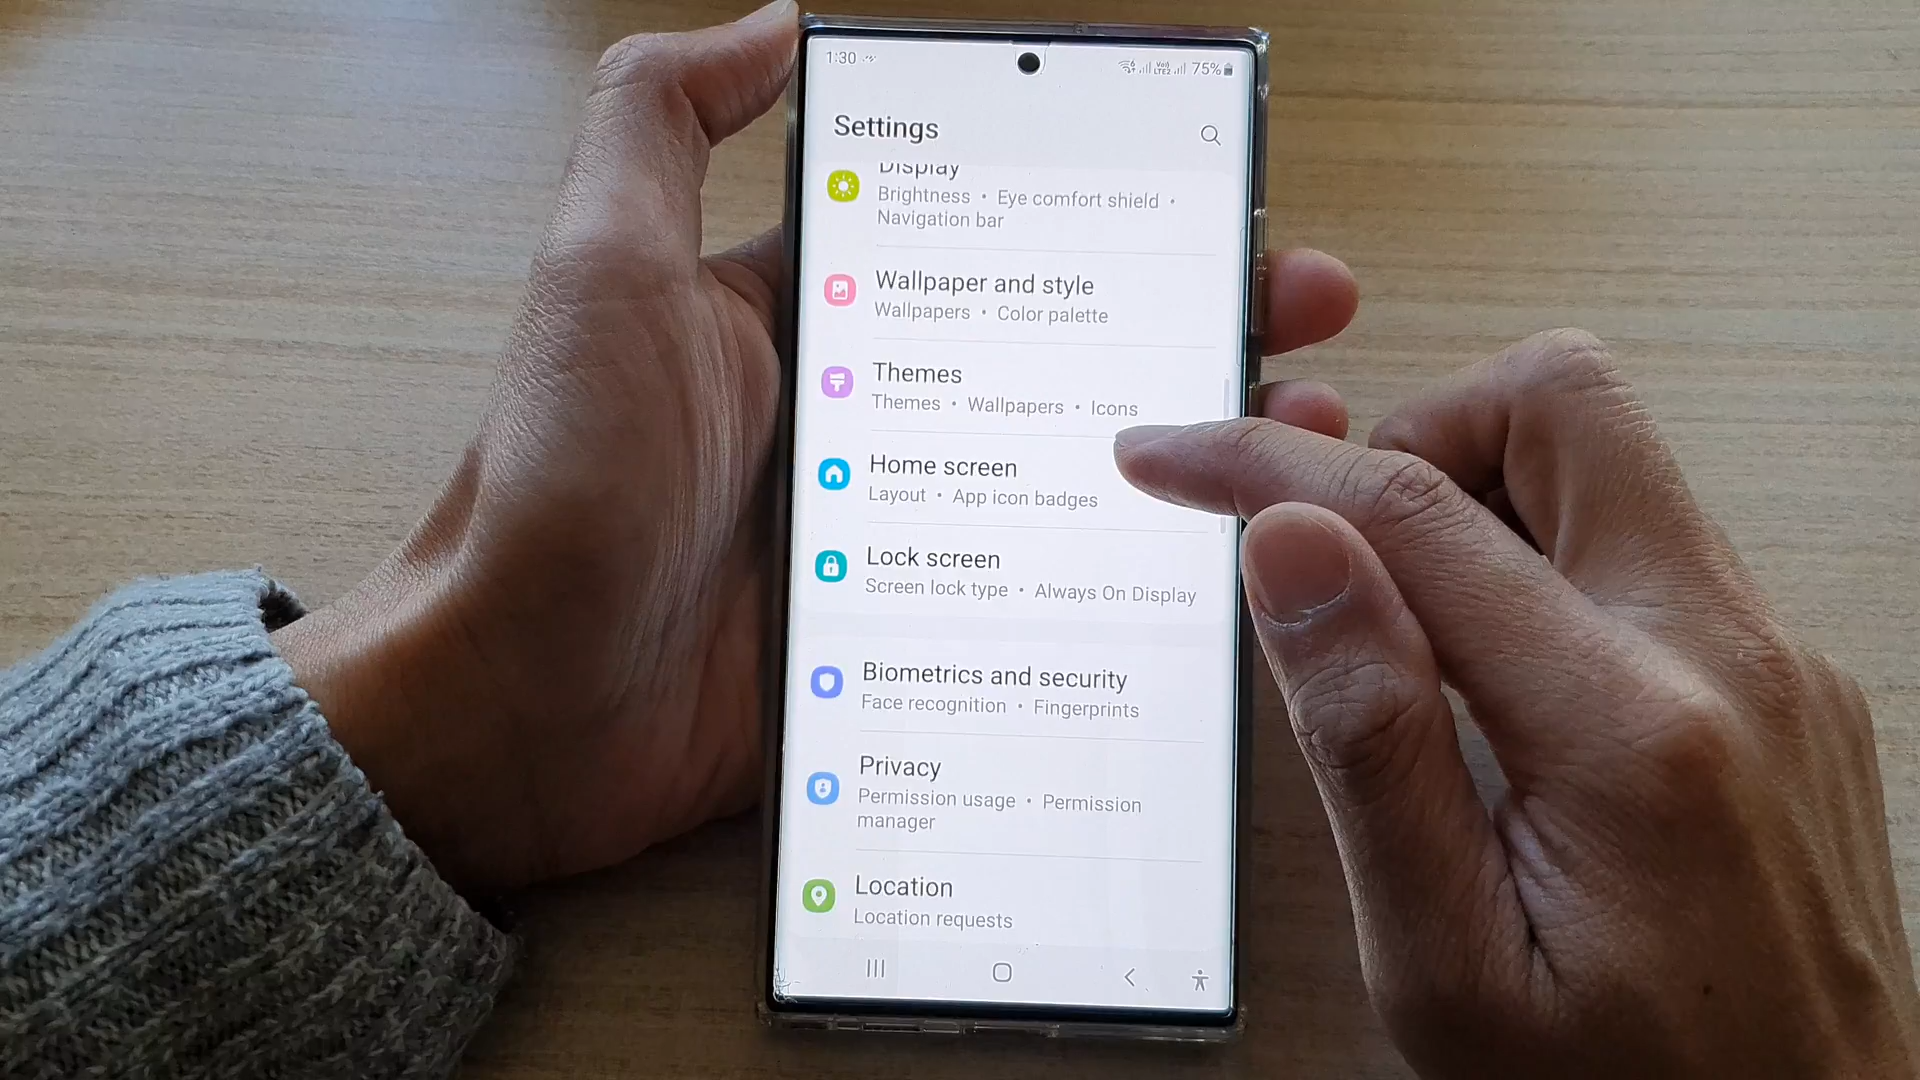 1:30
75%
Settings
Display
Brightness • Eye comfort shield •
Navigation bar
Wallpaper and style
Wallpapers • Color palette
Themes
Themes • Wallpapers • Icons
Home screen
Layout • App icon badges
Lock screen
Screen lock type • Always On Display
Biometrics and security
Face recognition • Fingerprints
Privacy
Permission usage • Permission
manager
Location
Location requests